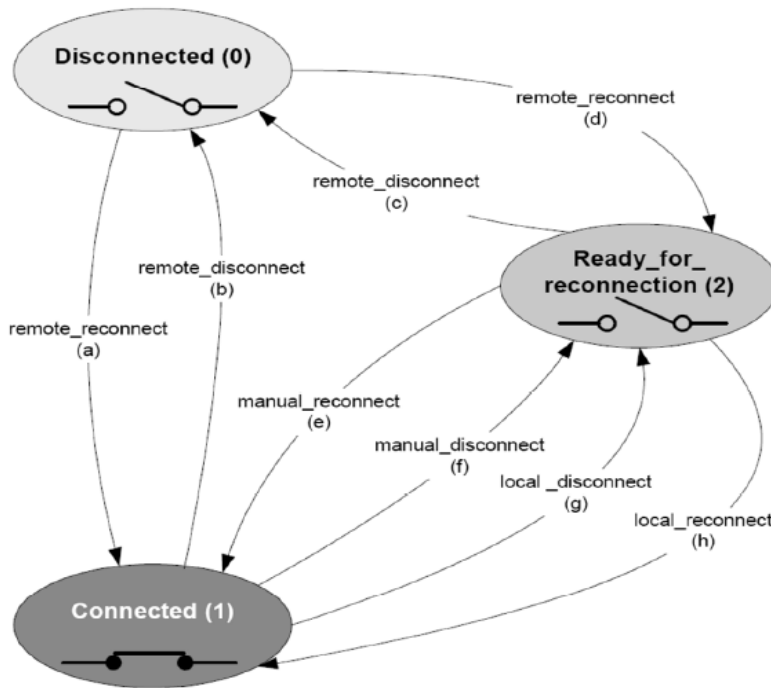 Disconnected (0)
remote_reconnect
(d)
remote_disconnect
(c)
remote_disconnect
(b)
Ready_for_
reconnection (2)
remote_reconnect
(a)
manual_reconnect
(e)
manual_disconnect
(f)
local _disconnect
(g)
local_reconnect
(h)
Connected (1)